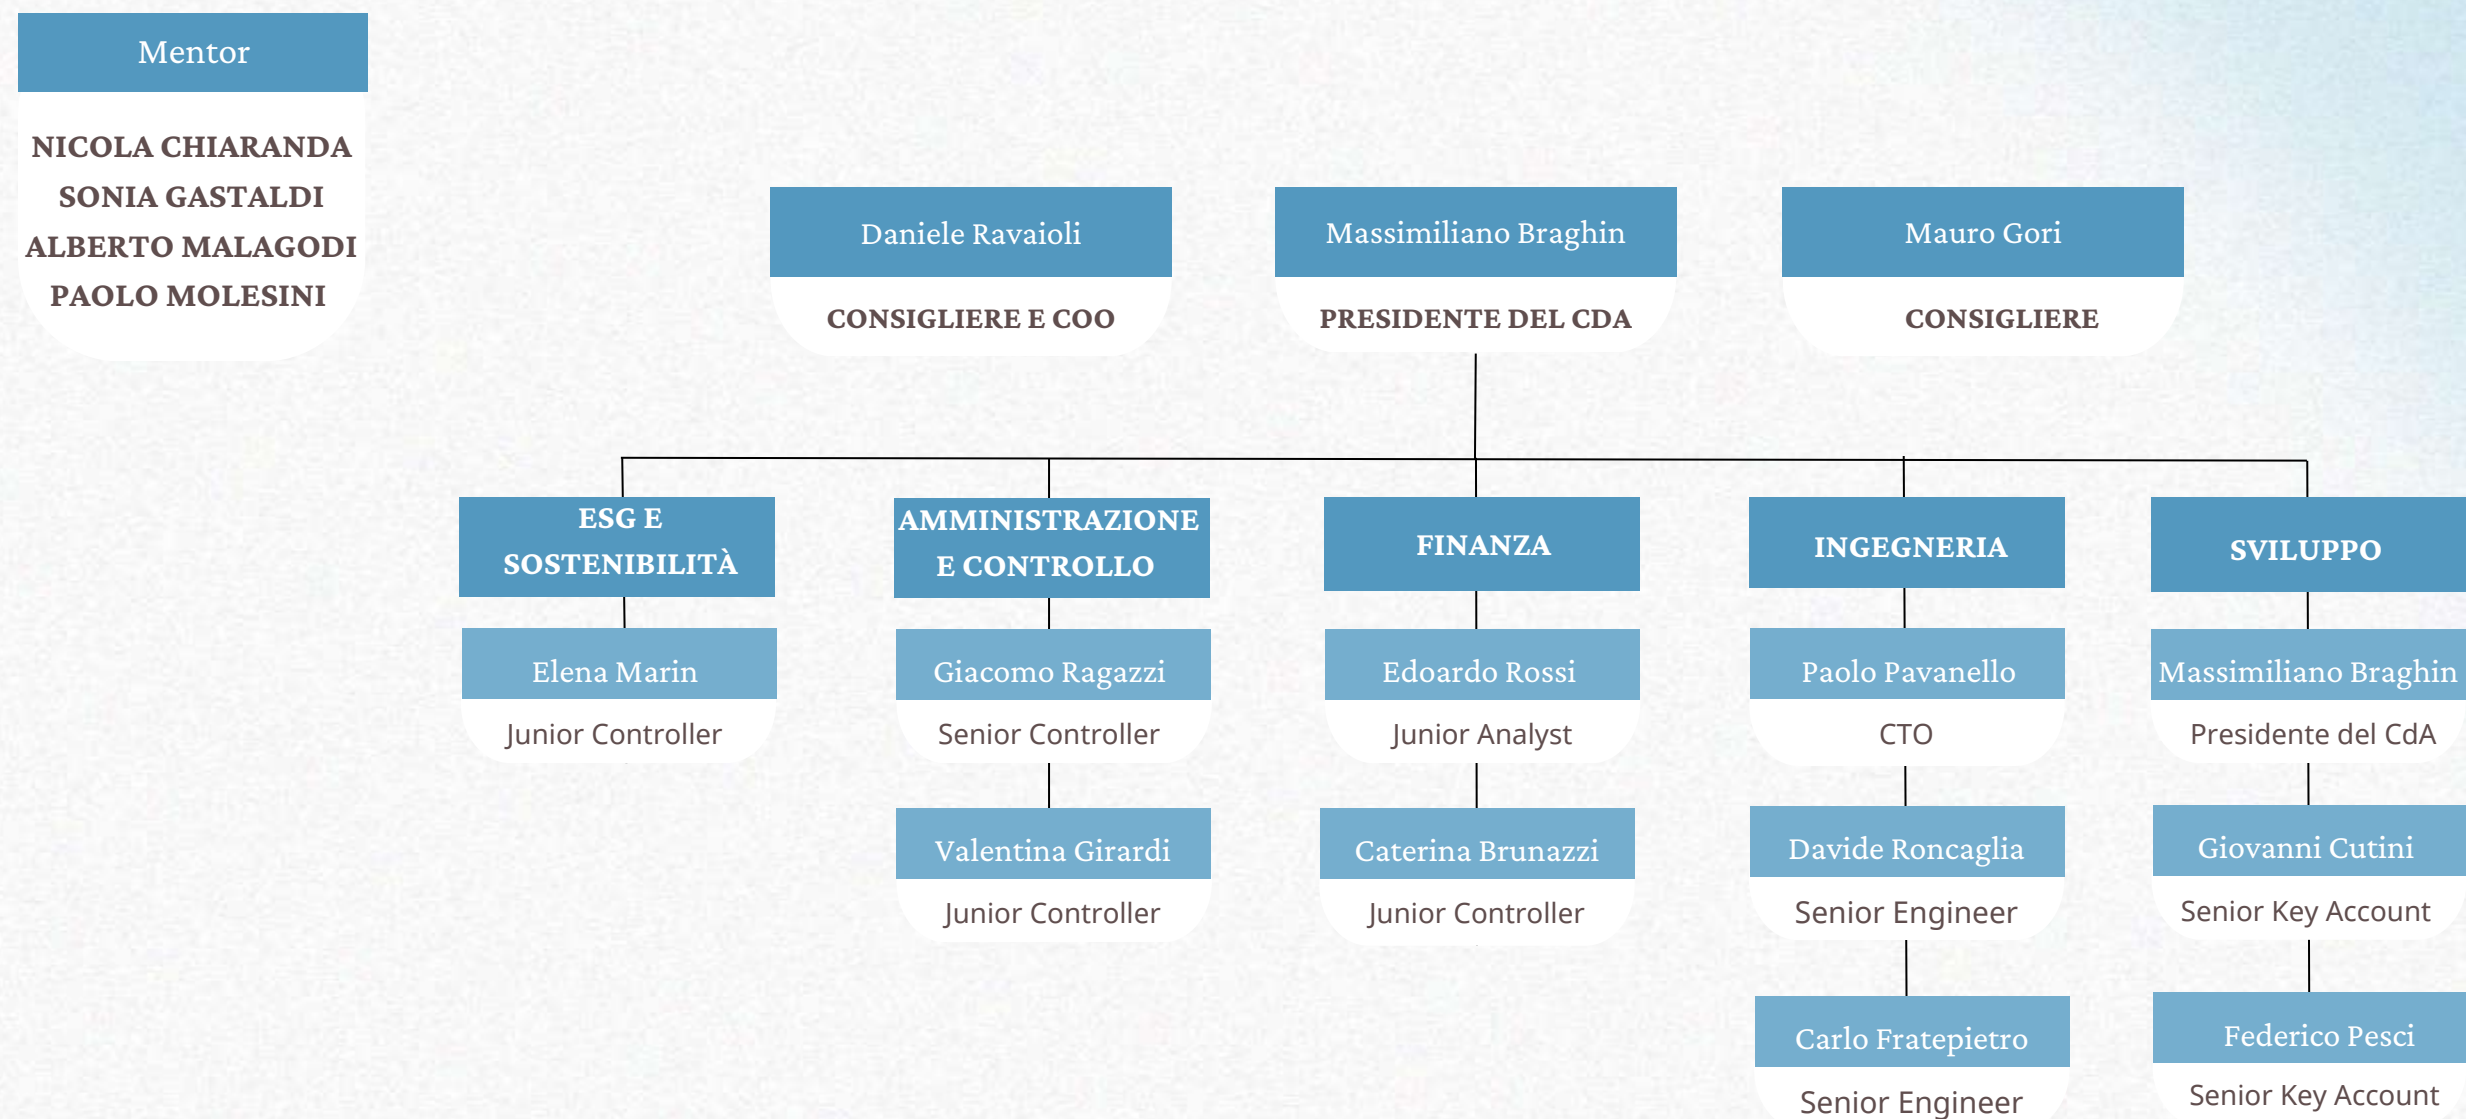 Mentor
NICOLA CHIARANDA
SONIA GASTALDI
ALBERTO MALAGODI
PAOLO MOLESINI
Daniele Ravaioli
CONSIGLIERE E COO
Massimiliano Braghin
PRESIDENTE DEL CDA
Mauro Gori
CONSIGLIERE
ESG E
SOSTENIBILITÀ
Elena Marin
Junior Controller
AMMINISTRAZIONE
E CONTROLLO
Giacomo Ragazzi
Senior Controller
Valentina Girardi
Junior Controller
FINANZA
Edoardo Rossi
Junior Analyst
Caterina Brunazzi
Junior Controller
INGEGNERIA
Paolo Pavanello
CTO
Davide Roncaglia
Senior Engineer
Carlo Fratepietro
Senior Engineer
SVILUPPO
Massimiliano Braghin
Presidente del CdA
Giovanni Cutini
Senior Key Account
Federico Pesci
Senior Key Account